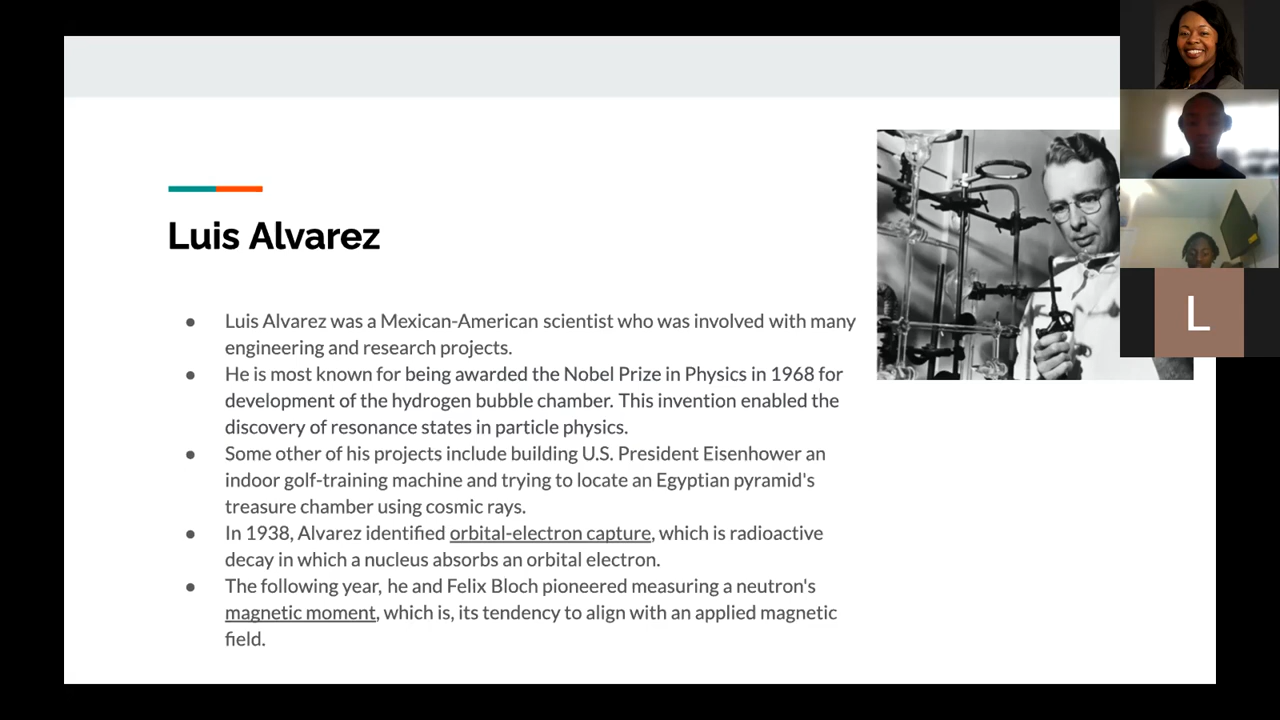 Luis Alvarez
● Luis Alvarez was a Mexican-American scientist who was involved with many
engineering and research projects.
● He is most known for being awarded the Nobel Prize in Physics in 1968 for
development of the hydrogen bubble chamber. This invention enabled the
discovery of resonance states in particle physics.
● Some other of his projects include building U.S. President Eisenhower an
indoor golf-training machine and trying to locate an Egyptian pyramid's
treasure chamber using cosmic rays.
● In 1938, Alvarez identified orbital-electron capture, which is radioactive
decay in which a nucleus absorbs an orbital electron.
● The following year, he and Felix Bloch pioneered measuring a neutron's
magnetic moment, which is, its tendency to align with an applied magnetic
field.
L